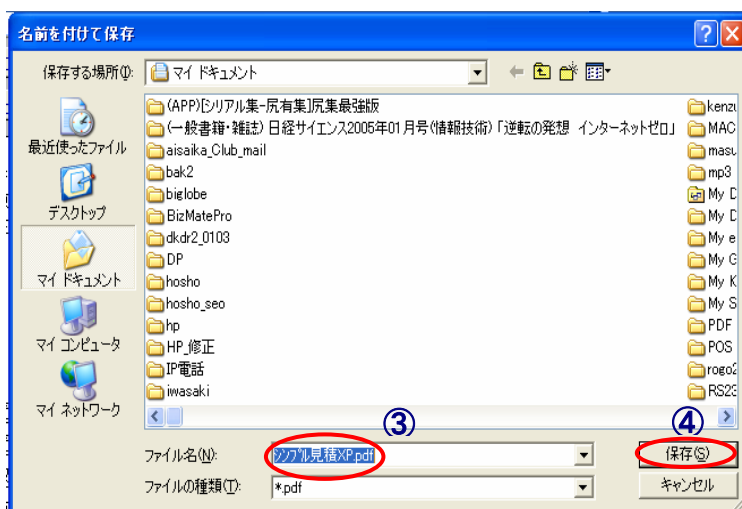 名前を付けて保存
保存する場所(I):
マイ ドキュメント
最近使ったファイル
デスクトップ
マイ ドキュメント
マイ コンピュータ
マイ ネットワーク
(APP)[シリアル集-尻有集]尻集最強版
(一般書籍・雑誌) 日経サイエンス2005年01月号(情報技術)「逆転の発想 インターネットゼロ」
aisaika_Club_mail
bak2
biglobe
BizMatePro
dkdr2_0103
DP
hosho
hosho_seo
hp
HP_修正
IP電話
iwasaki
kenzu
MAC
masu
mp3
My D
My D
My e
My G
My K
My S
PDF
POS
rogo2
RS23
③
④
ファイル名(N):
シンプル見積XP.pdf
保存(S)
ファイルの種類(T):
*.pdf
キャンセル